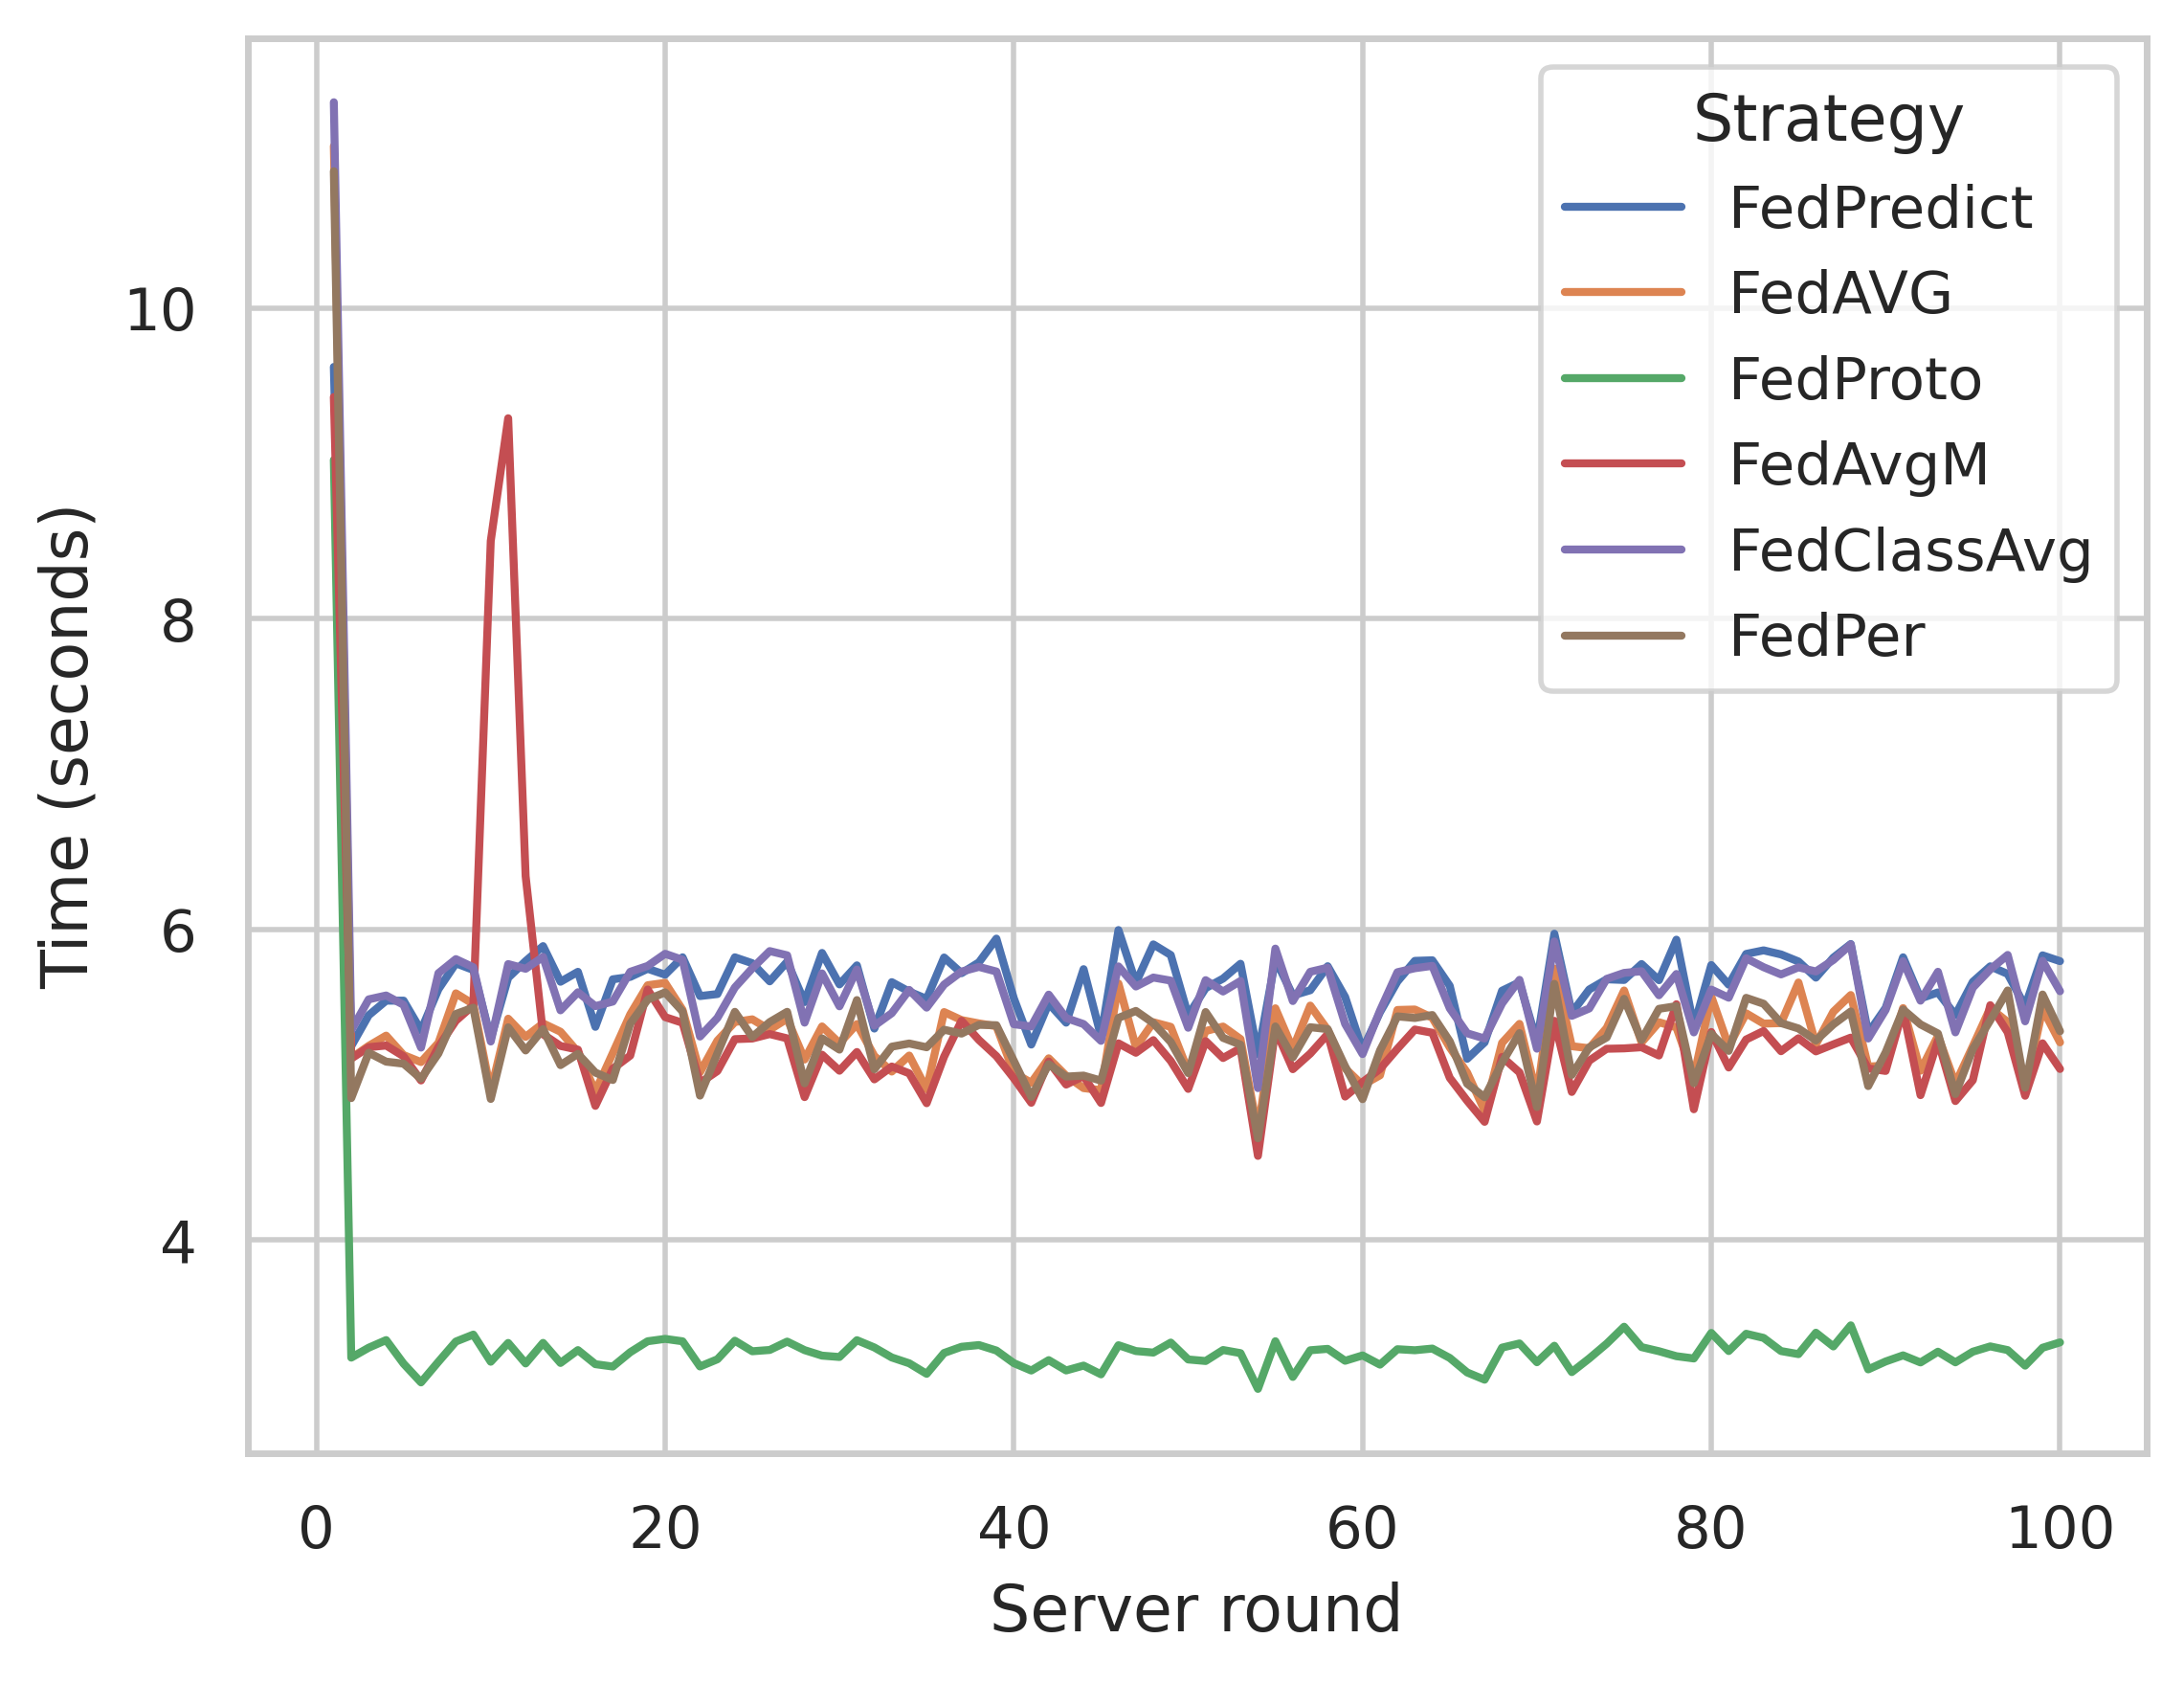 Strategy
FedPredict
FedAVG
FedProto
FedAvgM
FedClassAvg
FedPer
Time (seconds)
10
8
6
4
0 20 40 60 80 100
Server round